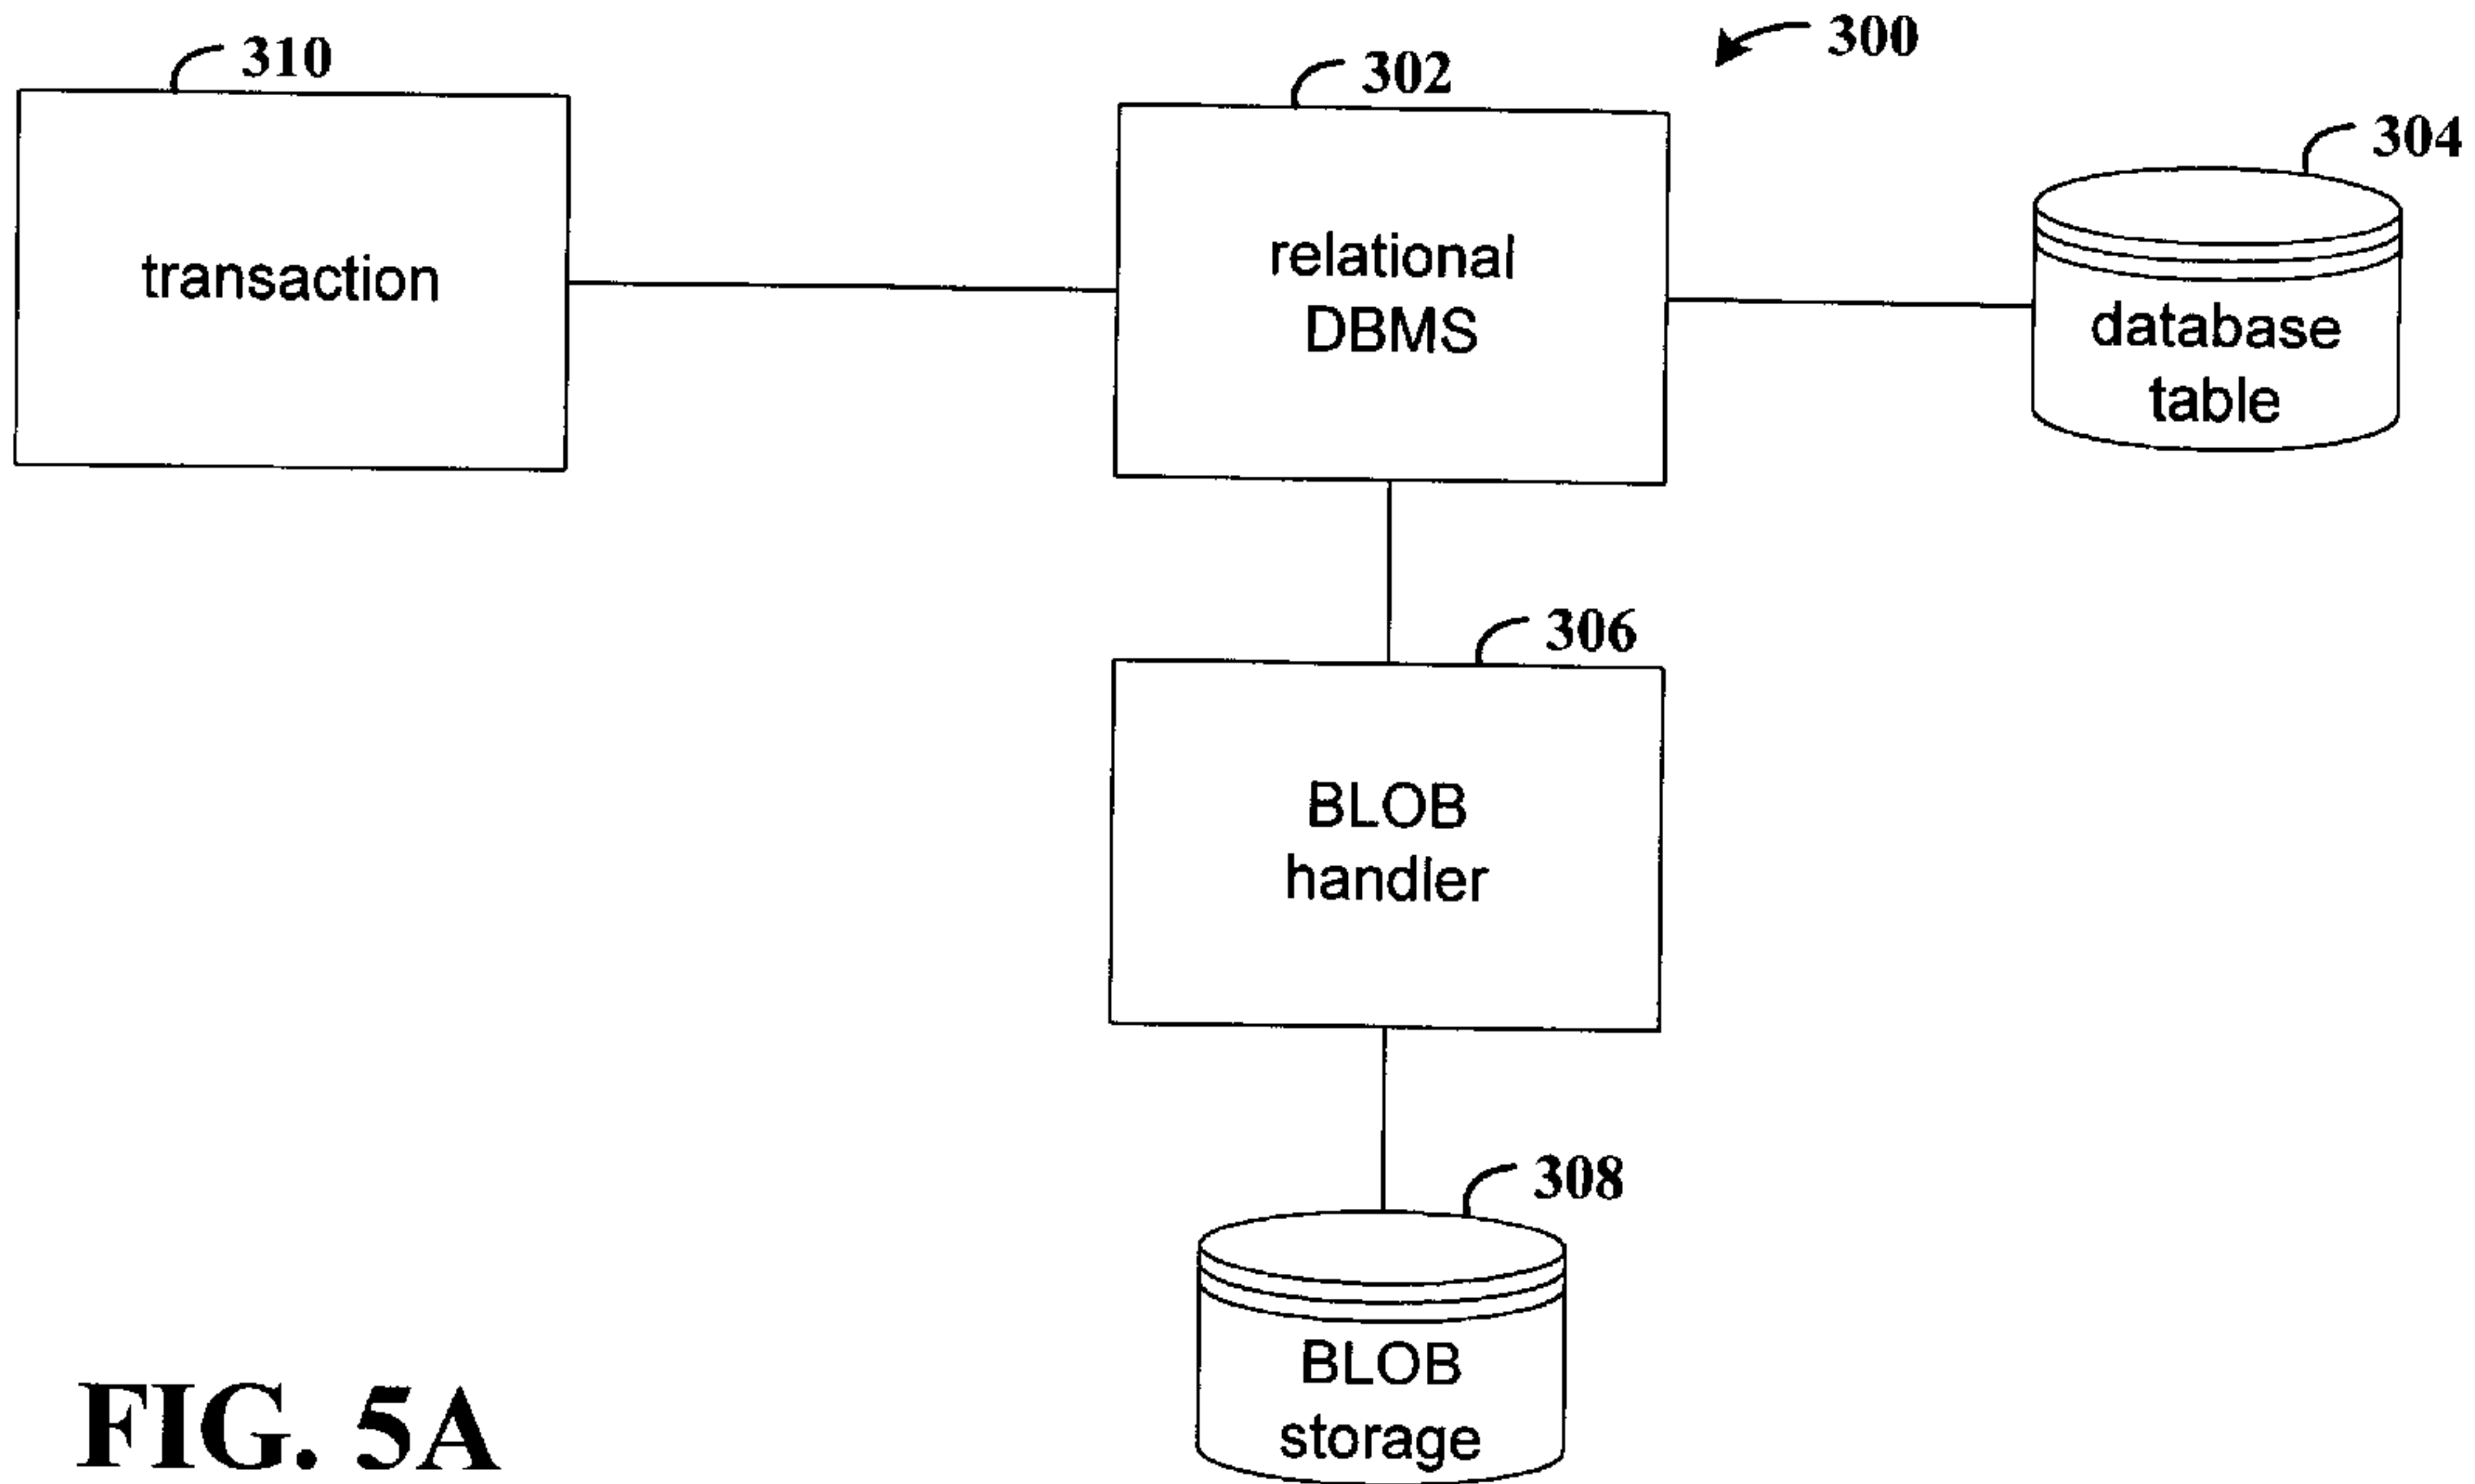 300
310
302
304
transaction
relational
DBMS
database
table
306
BLOB
handler
308
BLOB
storage
FIG. 5A